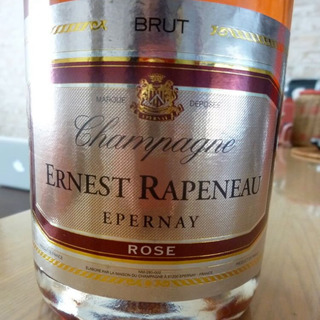 BRUT
MARQUE DEPOSEE
Champagne
ERNEST RAPENEAU
EPERNAY
ROSE